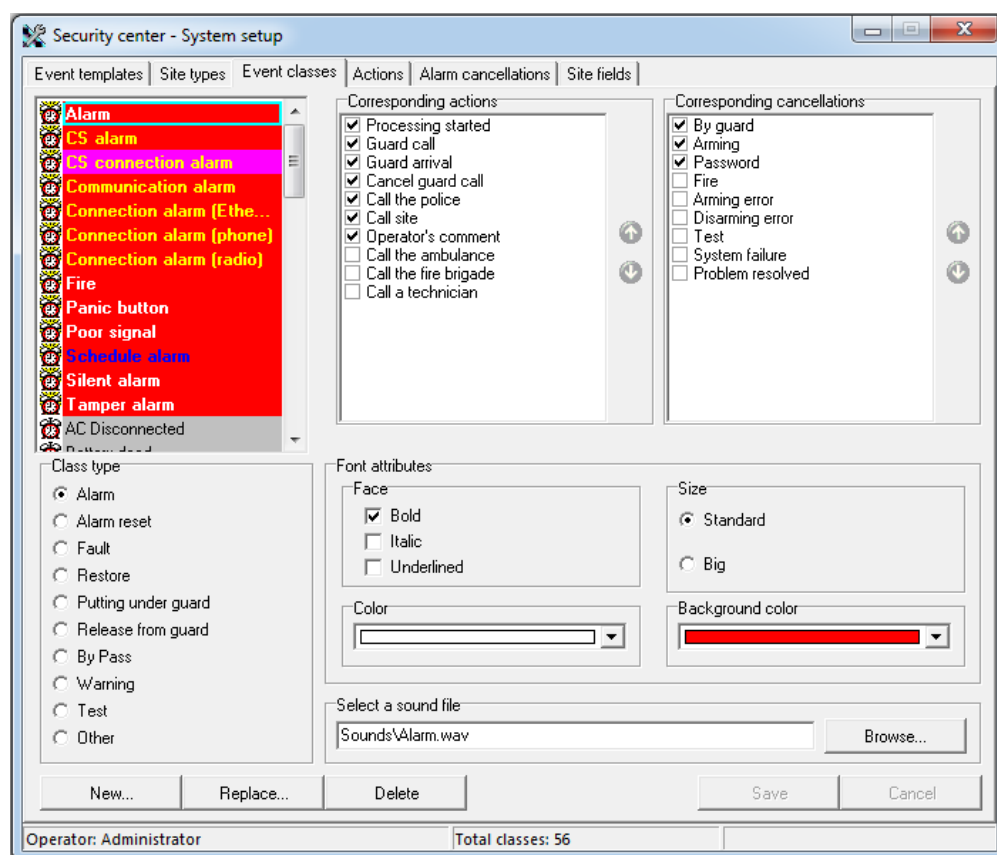 Security center - System setup
Event templates
Site types
Event classes
Actions
Alarm cancellations
Site fields
Alarm
CS alarm
CS connection alarm
Communication alarm
Connection alarm (Ethe...
Connection alarm (phone)
Connection alarm (radio)
Fire
Panic button
Poor signal
Schedule alarm
Silent alarm
Tamper alarm
AC Disconnected
Corresponding actions
Processing started
Guard call
Guard arrival
Cancel guard call
Call the police
Call site
Operator's comment
Call the ambulance
Call the fire brigade
Call a technician
Corresponding cancellations
By guard
Arming
Password
Fire
Arming error
Disarming error
Test
System failure
Problem resolved
Class type
Alarm
Alarm reset
Fault
Restore
Putting under guard
Release from guard
By Pass
Warning
Test
Other
Font attributes
Face
Bold
Italic
Underlined
Size
Standard
Big
Color
Background color
Select a sound file
Sounds\Alarm.wav
Browse...
New...
Replace...
Delete
Save
Cancel
Operator: Administrator
Total classes: 56